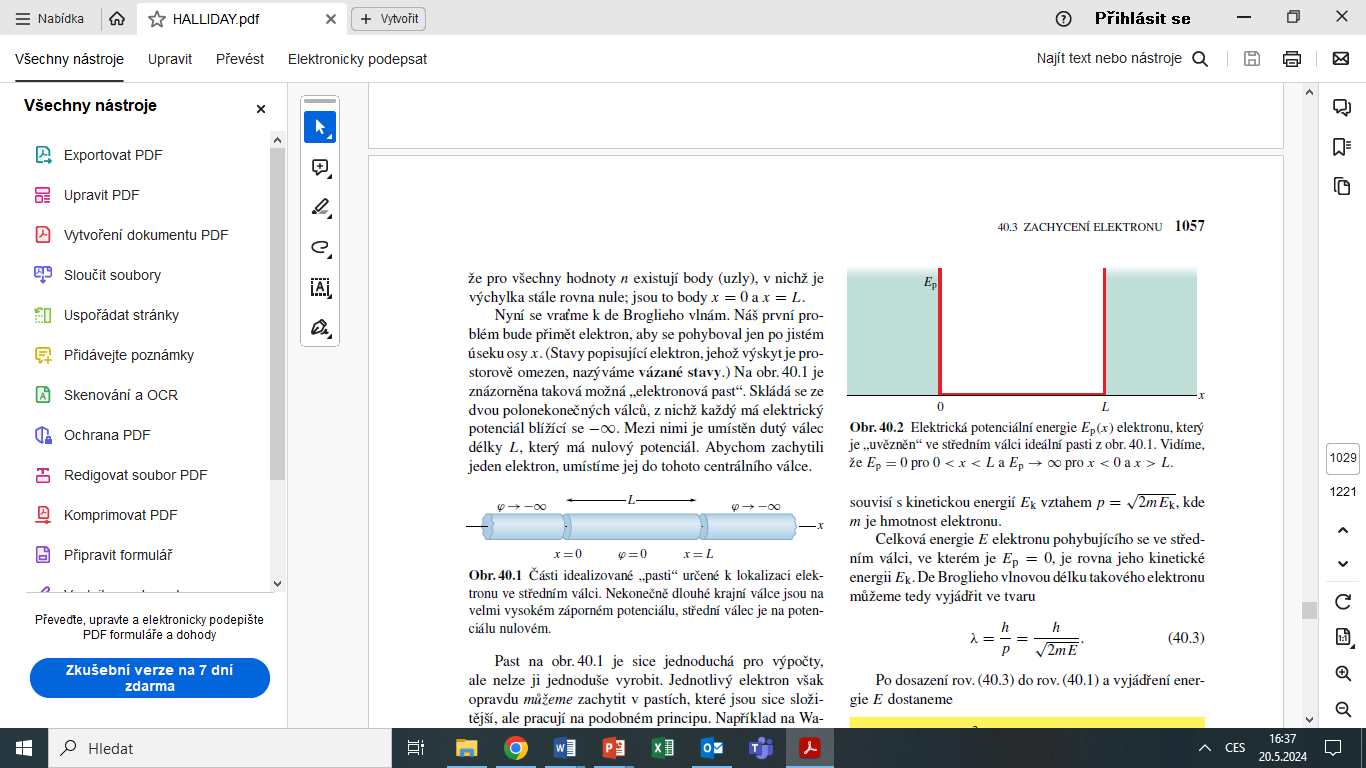 Nabídka
HALLIDAY.pdf
Vytvořit
Přihlásit se
Všechny nástroje
Upravit
Převést
Elektronicky podepsat
Najít text nebo nástroje
Všechny nástroje
Exportovat PDF
Upravit PDF
Vytvoření dokumentu PDF
Sloučit soubory
Uspořádat stránky
Přidávejte poznámky
Skenování a OCR
Ochrana PDF
Redigovat soubor PDF
Komprimovat PDF
Připravit formulář
Převeďte, upravte a elektronicky podepište
PDF formuláře a dohody
Zkušební verze na 7 dní
zdarma
40.3 ZACHYCENÍ ELEKTRONU 1057
že pro všechny hodnoty n existují body (uzly), v nichž je
výchylka stále rovna nule; jsou to body x = 0 a x = L.
Nyní se vraťme k de Broglieho vlnám. Náš první pro-
blém bude přimět elektron, aby se pohyboval jen po jistém
úseku osy x. (Stavy popisující elektron, jehož výskyt je pro-
storově omezen, nazýváme vázané stavy.) Na obr. 40.1 je
znázorněna taková možná „elektronová past“. Skládá se ze
dvou polonekonečných válců, z nichž každý má elektrický
potenciál blížící se −∞. Mezi nimi je umístěn dutý válec
délky L, který má nulový potenciál. Abychom zachytili
jeden elektron, umístíme jej do tohoto centrálního válce.
L
φ → −∞ φ → −∞
x
x = 0 φ = 0 x = L
Obr. 40.1 Části idealizované „pasti“ určené k lokalizaci elek-
tronu ve středním válci. Nekonečně dlouhé krajní válce jsou na
velmi vysokém záporném potenciálu, střední válec je na poten-
ciálu nulovém.
Past na obr. 40.1 je sice jednoduchá pro výpočty,
ale nelze ji jednoduše vyrobit. Jednotlivý elektron však
opravdu můžeme zachytit v pastích, které jsou sice složi-
tější, ale pracují na podobném principu. Například na Wa-
Ep
x
0 L
Obr. 40.2 Elektrická potenciální energie Ep(x) elektronu, který
je „uvězněn“ ve středním válci ideální pasti z obr. 40.1. Vidíme,
že Ep = 0 pro 0 < x < L a Ep → ∞ pro x < 0 a x > L.
souvisí s kinetickou energií Ek vztahem p = √2mEk, kde
m je hmotnost elektronu.
Celková energie E elektronu pohybujícího se ve střed-
ním válci, ve kterém je Ep = 0, je rovna jeho kinetické
energii Ek. De Broglieho vlnovou délku takového elektronu
můžeme tedy vyjádřit ve tvaru
λ = h/p = h/√2mE. (40.3)
Po dosazení rov. (40.3) do rov. (40.1) a vyjádření ener-
gie E dostaneme
1029
1221
1:1
Hledat
CES
16:37
20.5.2024